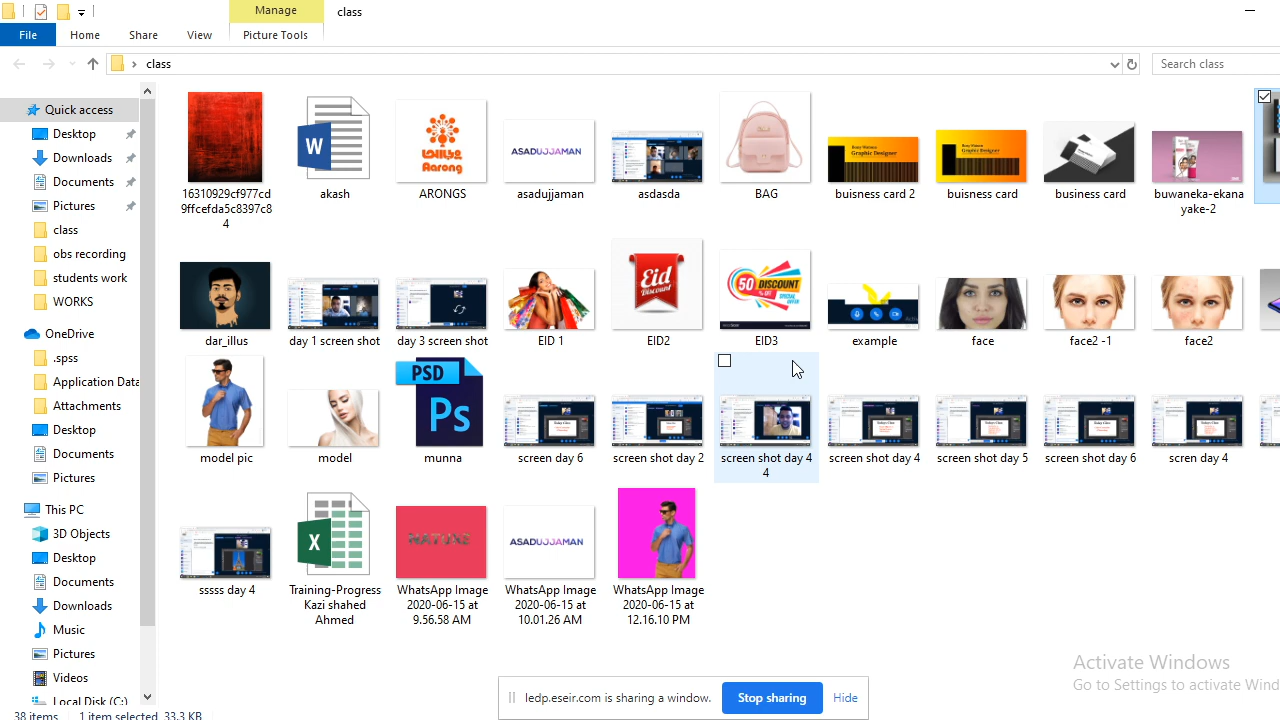 Manage
class
File
Home
Share
View
Picture Tools
class
Search class
Quick access
Desktop
Downloads
Documents
Pictures
class
obs recording
students work
WORKS
OneDrive
.spss
Application Data
Attachments
Desktop
Documents
Pictures
This PC
3D Objects
Desktop
Documents
Downloads
Music
Pictures
Videos
Local Disk (C:)
16310929cf977cd
9ffcefda5c8397c8
4
W
akash
Aarong
ARONGS
ASADUJJAMAN
asadujjaman
asdasda
BAG
Graphic Designer
buisness card 2
Graphic Designer
buisness card
business card
buwaneka-ekana
yake-2
dar_illus
day 1 screen shot
day 3 screen shot
EID 1
Eid
Discount
EID2
50 DISCOUNT
SPECIAL
OFFER
EID3
example
face
face2 -1
face2
model pic
model
PSD
Ps
munna
screen day 6
screen shot day 2
screen shot day 4
4
screen shot day 4
screen shot day 5
screen shot day 6
scren day 4
sssss day 4
X
Training-Progress
Kazi shahed
Ahmed
NATURE
WhatsApp Image
2020-06-15 at
9.56.58 AM
ASADUJJAMAN
WhatsApp Image
2020-06-15 at
10.01.26 AM
WhatsApp Image
2020-06-15 at
12.16.10 PM
Activate Windows
Go to Settings to activate Wind
ledp.eseir.com is sharing a window.
Stop sharing
Hide
38 items
1 item selected 33.3 KB